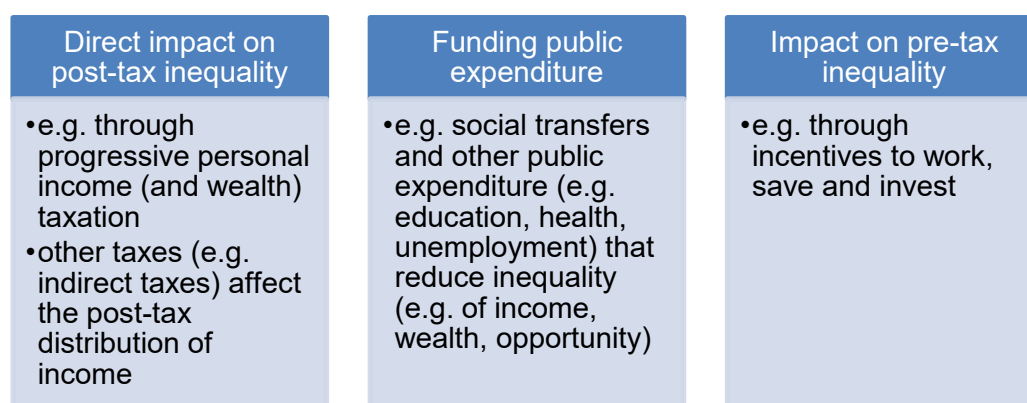 Direct impact on
post-tax inequality
•e.g. through
progressive personal
income (and wealth)
taxation
•other taxes (e.g.
indirect taxes) affect
the post-tax
distribution of
income
Funding public
expenditure
•e.g. social transfers
and other public
expenditure (e.g.
education, health,
unemployment) that
reduce inequality
(e.g. of income,
wealth, opportunity)
Impact on pre-tax
inequality
•e.g. through
incentives to work,
save and invest